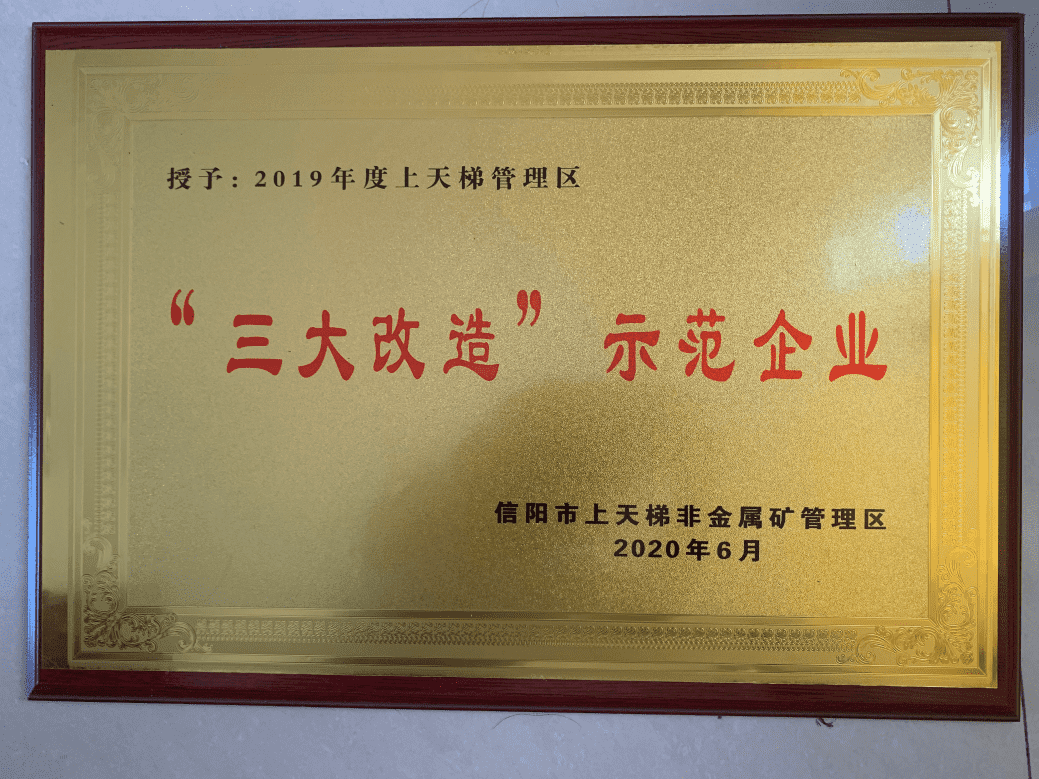 授予：2019年度上天梯管理区
“三大改造”示范企业
信阳市上天梯非金属矿管理区
2020年6月